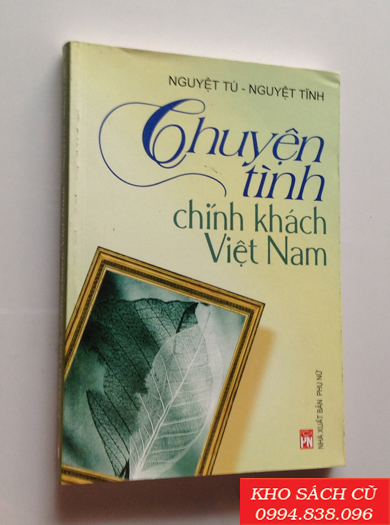 NGUYỆT TÚ - NGUYỆT TĨNH
Chuyện
tình
chính khách
Việt Nam
PN
NHÀ XUẤT BẢN PHỤ NỮ
KHO SÁCH CŨ
0994.838.096